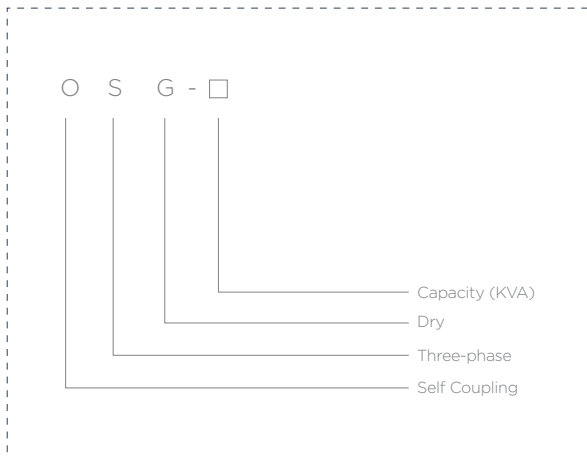 O S G - □
Capacity (KVA)
Dry
Three-phase
Self Coupling